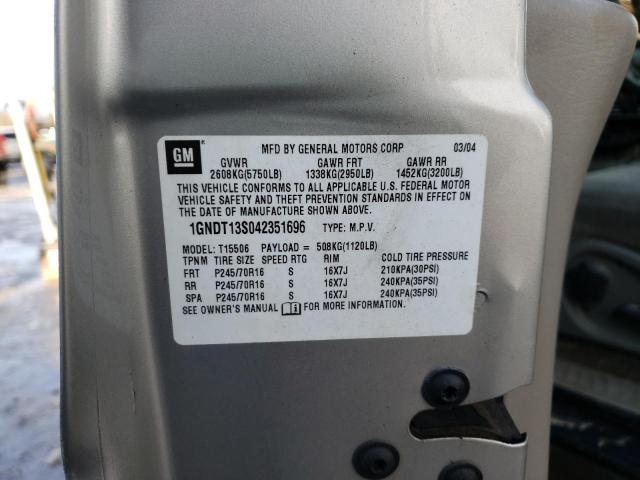 GM MFD BY GENERAL MOTORS CORP 03/04
GVWR GAWR FRT GAWR RR
2608KG(5750LB) 1338KG(2950LB) 1452KG(3200LB)
THIS VEHICLE CONFORMS TO ALL APPLICABLE U.S. FEDERAL MOTOR
VEHICLE SAFETY AND THEFT PREVENTION STANDARDS IN EFFECT ON
THE DATE OF MANUFACTURE SHOWN ABOVE.
1GNDT13S042351696 TYPE: M.P.V.
MODEL: T15506 PAYLOAD = 508KG(1120LB)
TPNM TIRE SIZE SPEED RTG RIM COLD TIRE PRESSURE
FRT P245/70R16 S 16X7J 210KPA(30PSI)
RR P245/70R16 S 16X7J 240KPA(35PSI)
SPA P245/70R16 S 16X7J 240KPA(35PSI)
SEE OWNER'S MANUAL FOR MORE INFORMATION.